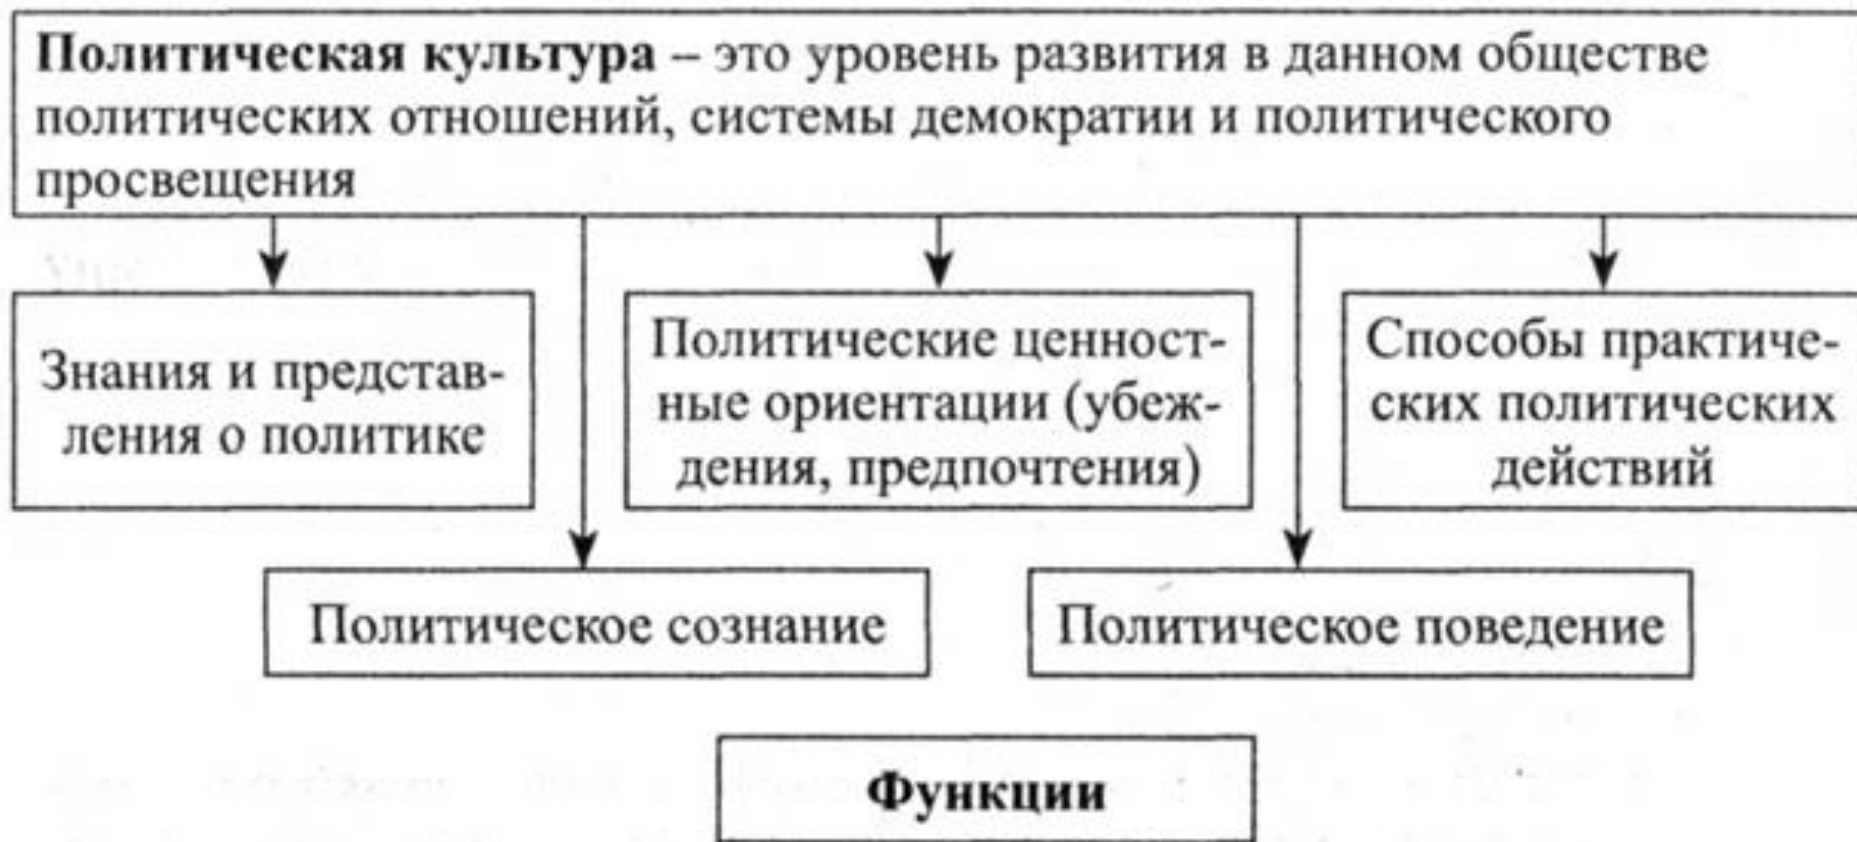 Политическая культура – это уровень развития в данном обществе
политических отношений, системы демократии и политического
просвещения
Знания и представ-
ления о политике
Политические ценност-
ные ориентации (убеж-
дения, предпочтения)
Способы практиче-
ских политических
действий
Политическое сознание
Политическое поведение
Функции